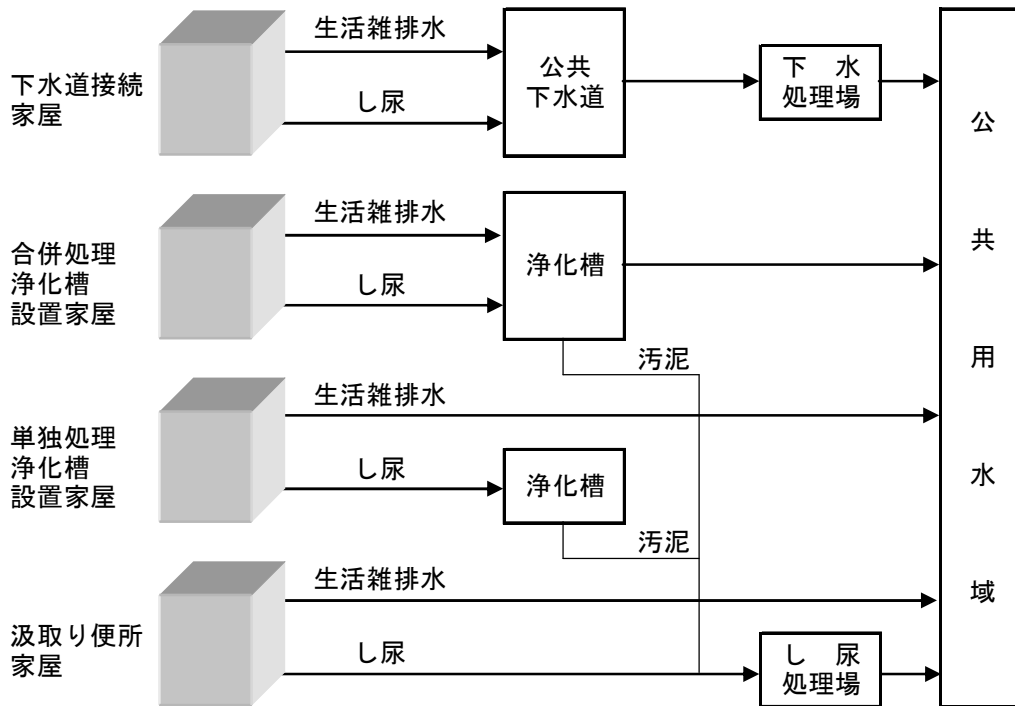 下水道接続
家屋
生活雑排水
し尿
公共
下水道
下 水
処理場
公共用水域
合併処理
浄化槽
設置家屋
生活雑排水
し尿
浄化槽
汚泥
単独処理
浄化槽
設置家屋
生活雑排水
し尿
浄化槽
汚泥
汲取り便所
家屋
生活雑排水
し尿
し 尿
処理場